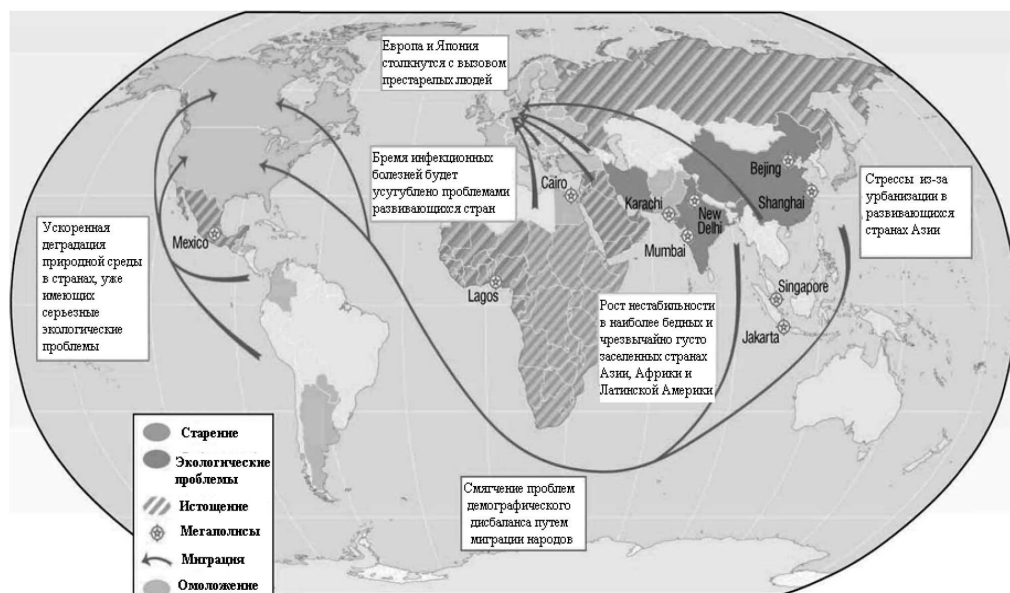 Европа и Япония
столкнутся с вызовом
престарелых людей
Бремя инфекционных
болезней будет
усугублено проблемами
развивающихся стран
Cairo
Karachi
New
Delhi
Mumbai
Bejing
Shanghai
Стрессы из-за
урбанизации в
развивающихся
странах Азии
Ускоренная
деградация
природной среды
в странах, уже
имеющих
серьезные
экологические
проблемы
Mexico
Lagos
Singapore
Jakarta
Рост нестабильности
в наиболее бедных и
чрезвычайно густо
заселенных странах
Азии, Африки и
Латинской Америки
Старение
Экологические
проблемы
Истощение
Мегаполисы
Миграция
Омоложение
Смягчение проблем
демографического
дисбаланса путем
миграции народов